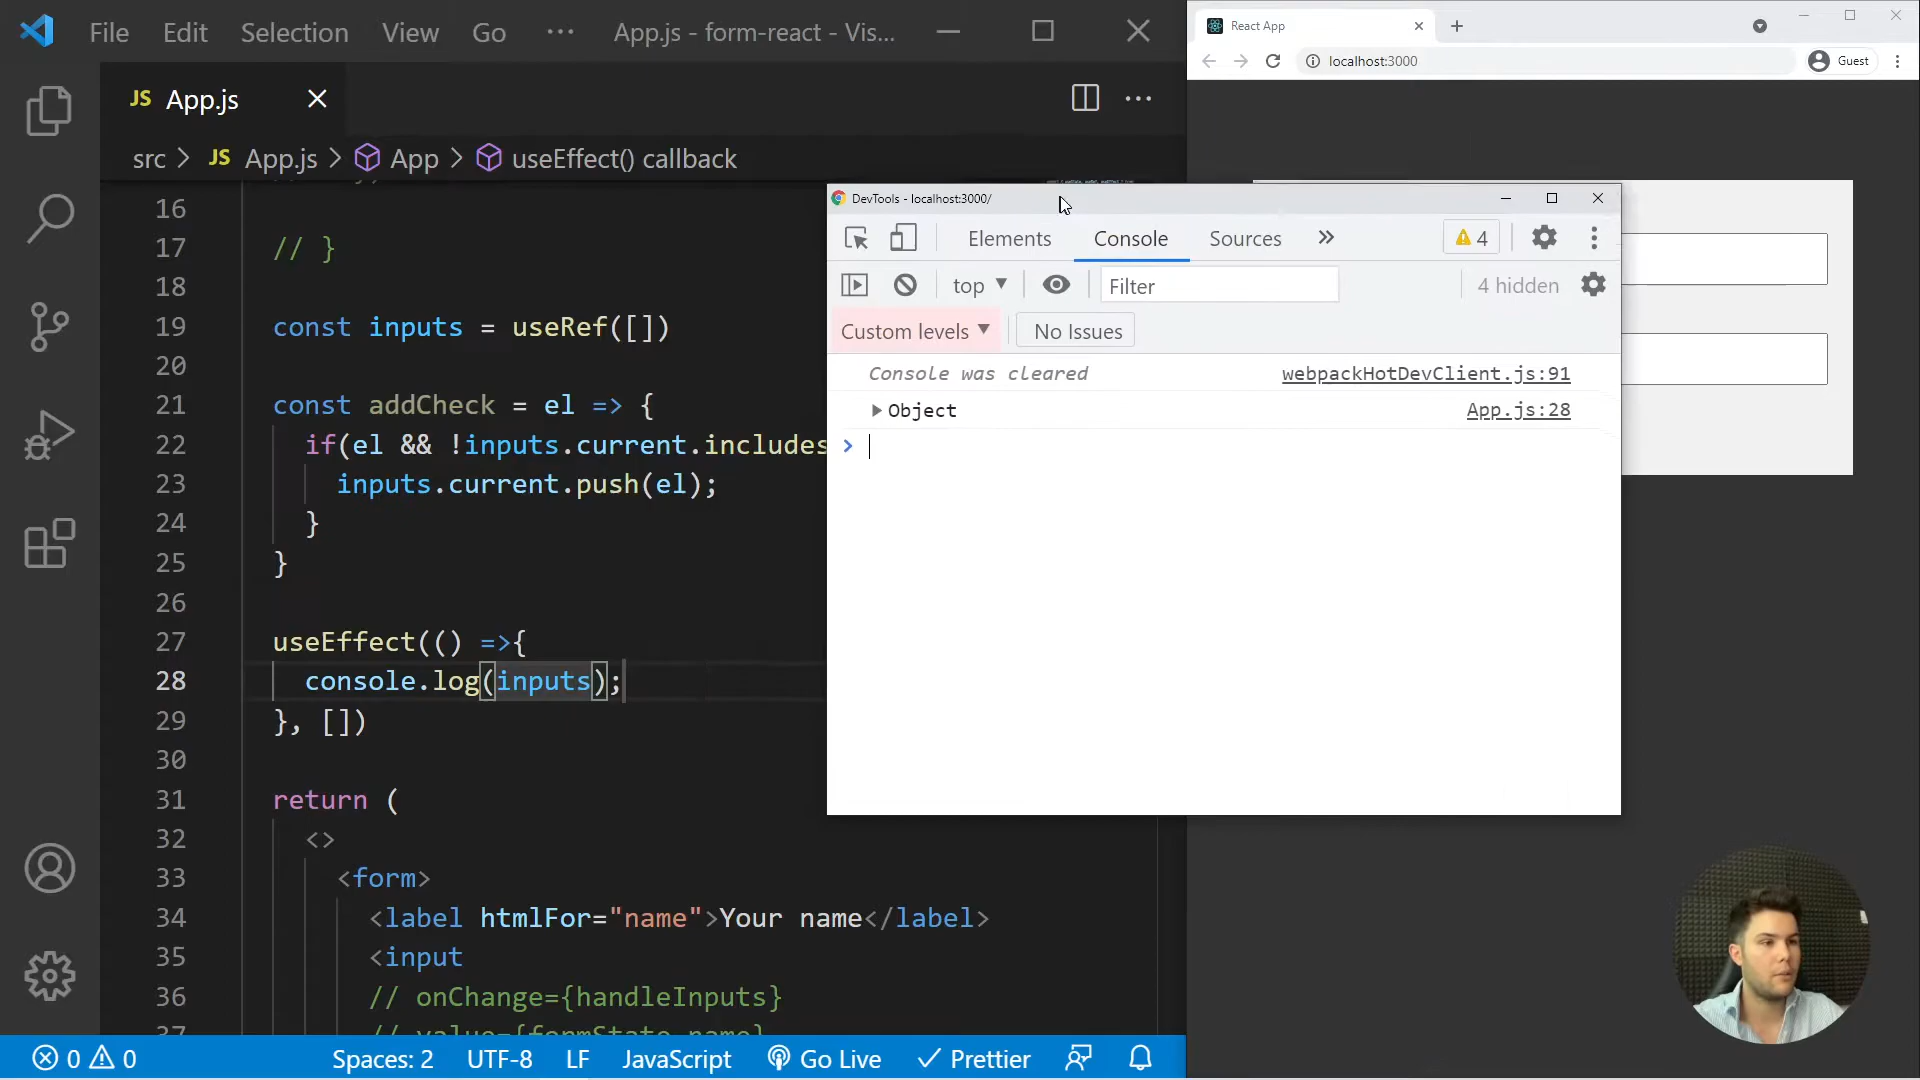 File Edit Selection View Go ··· App.js - form-react - Vis...
JS App.js
src > JS App.js > App > useEffect() callback
16
17 // }
18
19 const inputs = useRef([])
20
21 const addCheck = el => {
22 if(el && !inputs.current.includes
23 inputs.current.push(el);
24 }
25 }
26
27 useEffect(() =>{
28 console.log(inputs);
29 }, [])
30
31 return (
32 <>
33 <form>
34 <label htmlFor="name">Your name</label>
35 <input
36 // onChange={handleInputs}
37 // value={formState.name}
0 0 Spaces: 2 UTF-8 LF JavaScript Go Live Prettier
React App
localhost:3000 Guest
DevTools - localhost:3000/
Elements Console Sources » 4
top Filter 4 hidden
Custom levels No Issues
Console was cleared webpackHotDevClient.js:91
Object App.js:28
>